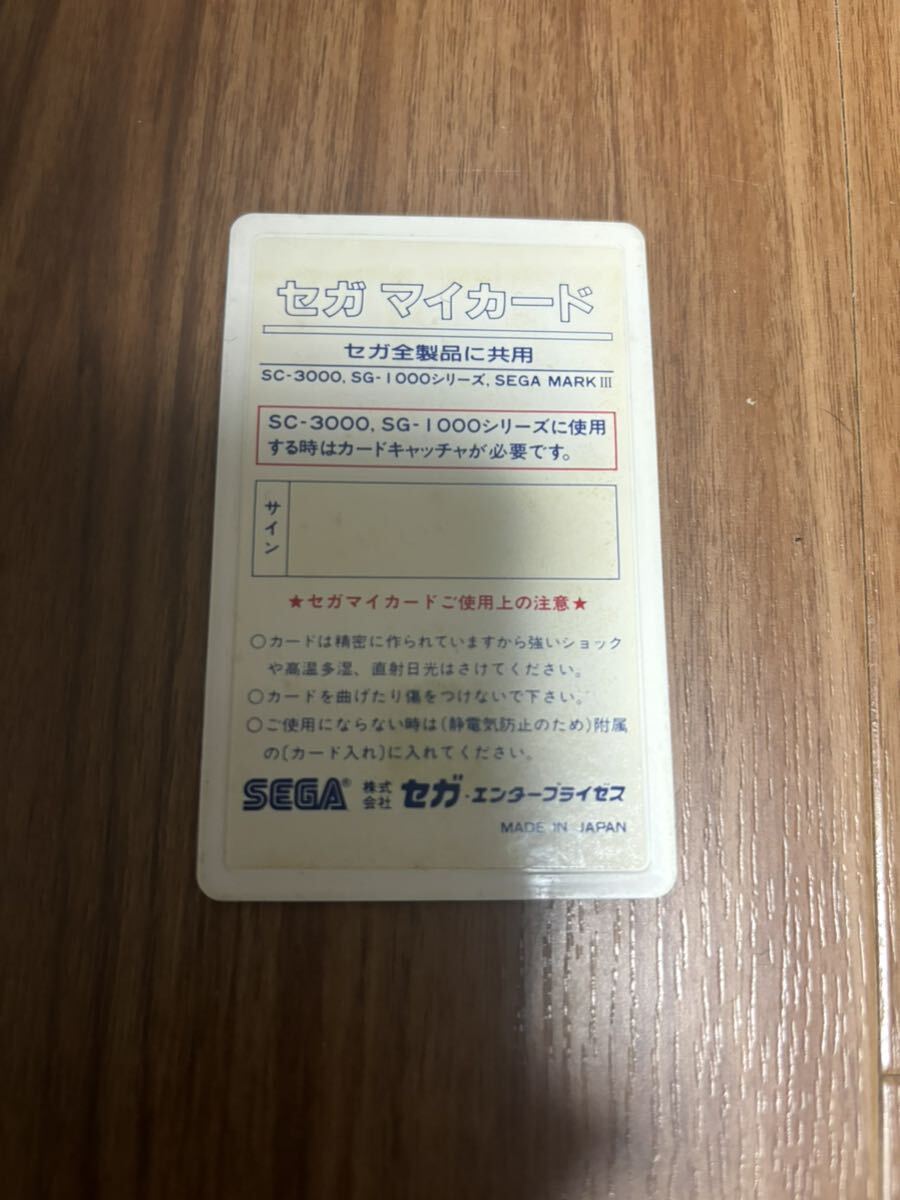 セガ マイカード
セガ全製品に共用
SC-3000, SG-1000シリーズ, SEGA MARKⅢ
SC-3000, SG-1000シリーズに使用
する時はカードキャッチャが必要です。
サイン
★セガマイカードご使用上の注意★
○カードは精密に作られていますから強いショック
や高温多湿、直射日光はさけてください。
○カードを曲げたり傷をつけないで下さい。
○ご使用にならない時は(静電気防止のため)附属
の〔カード入れ〕に入れてください。
SEGA® 株式会社 セガ・エンタープライゼス
MADE IN JAPAN